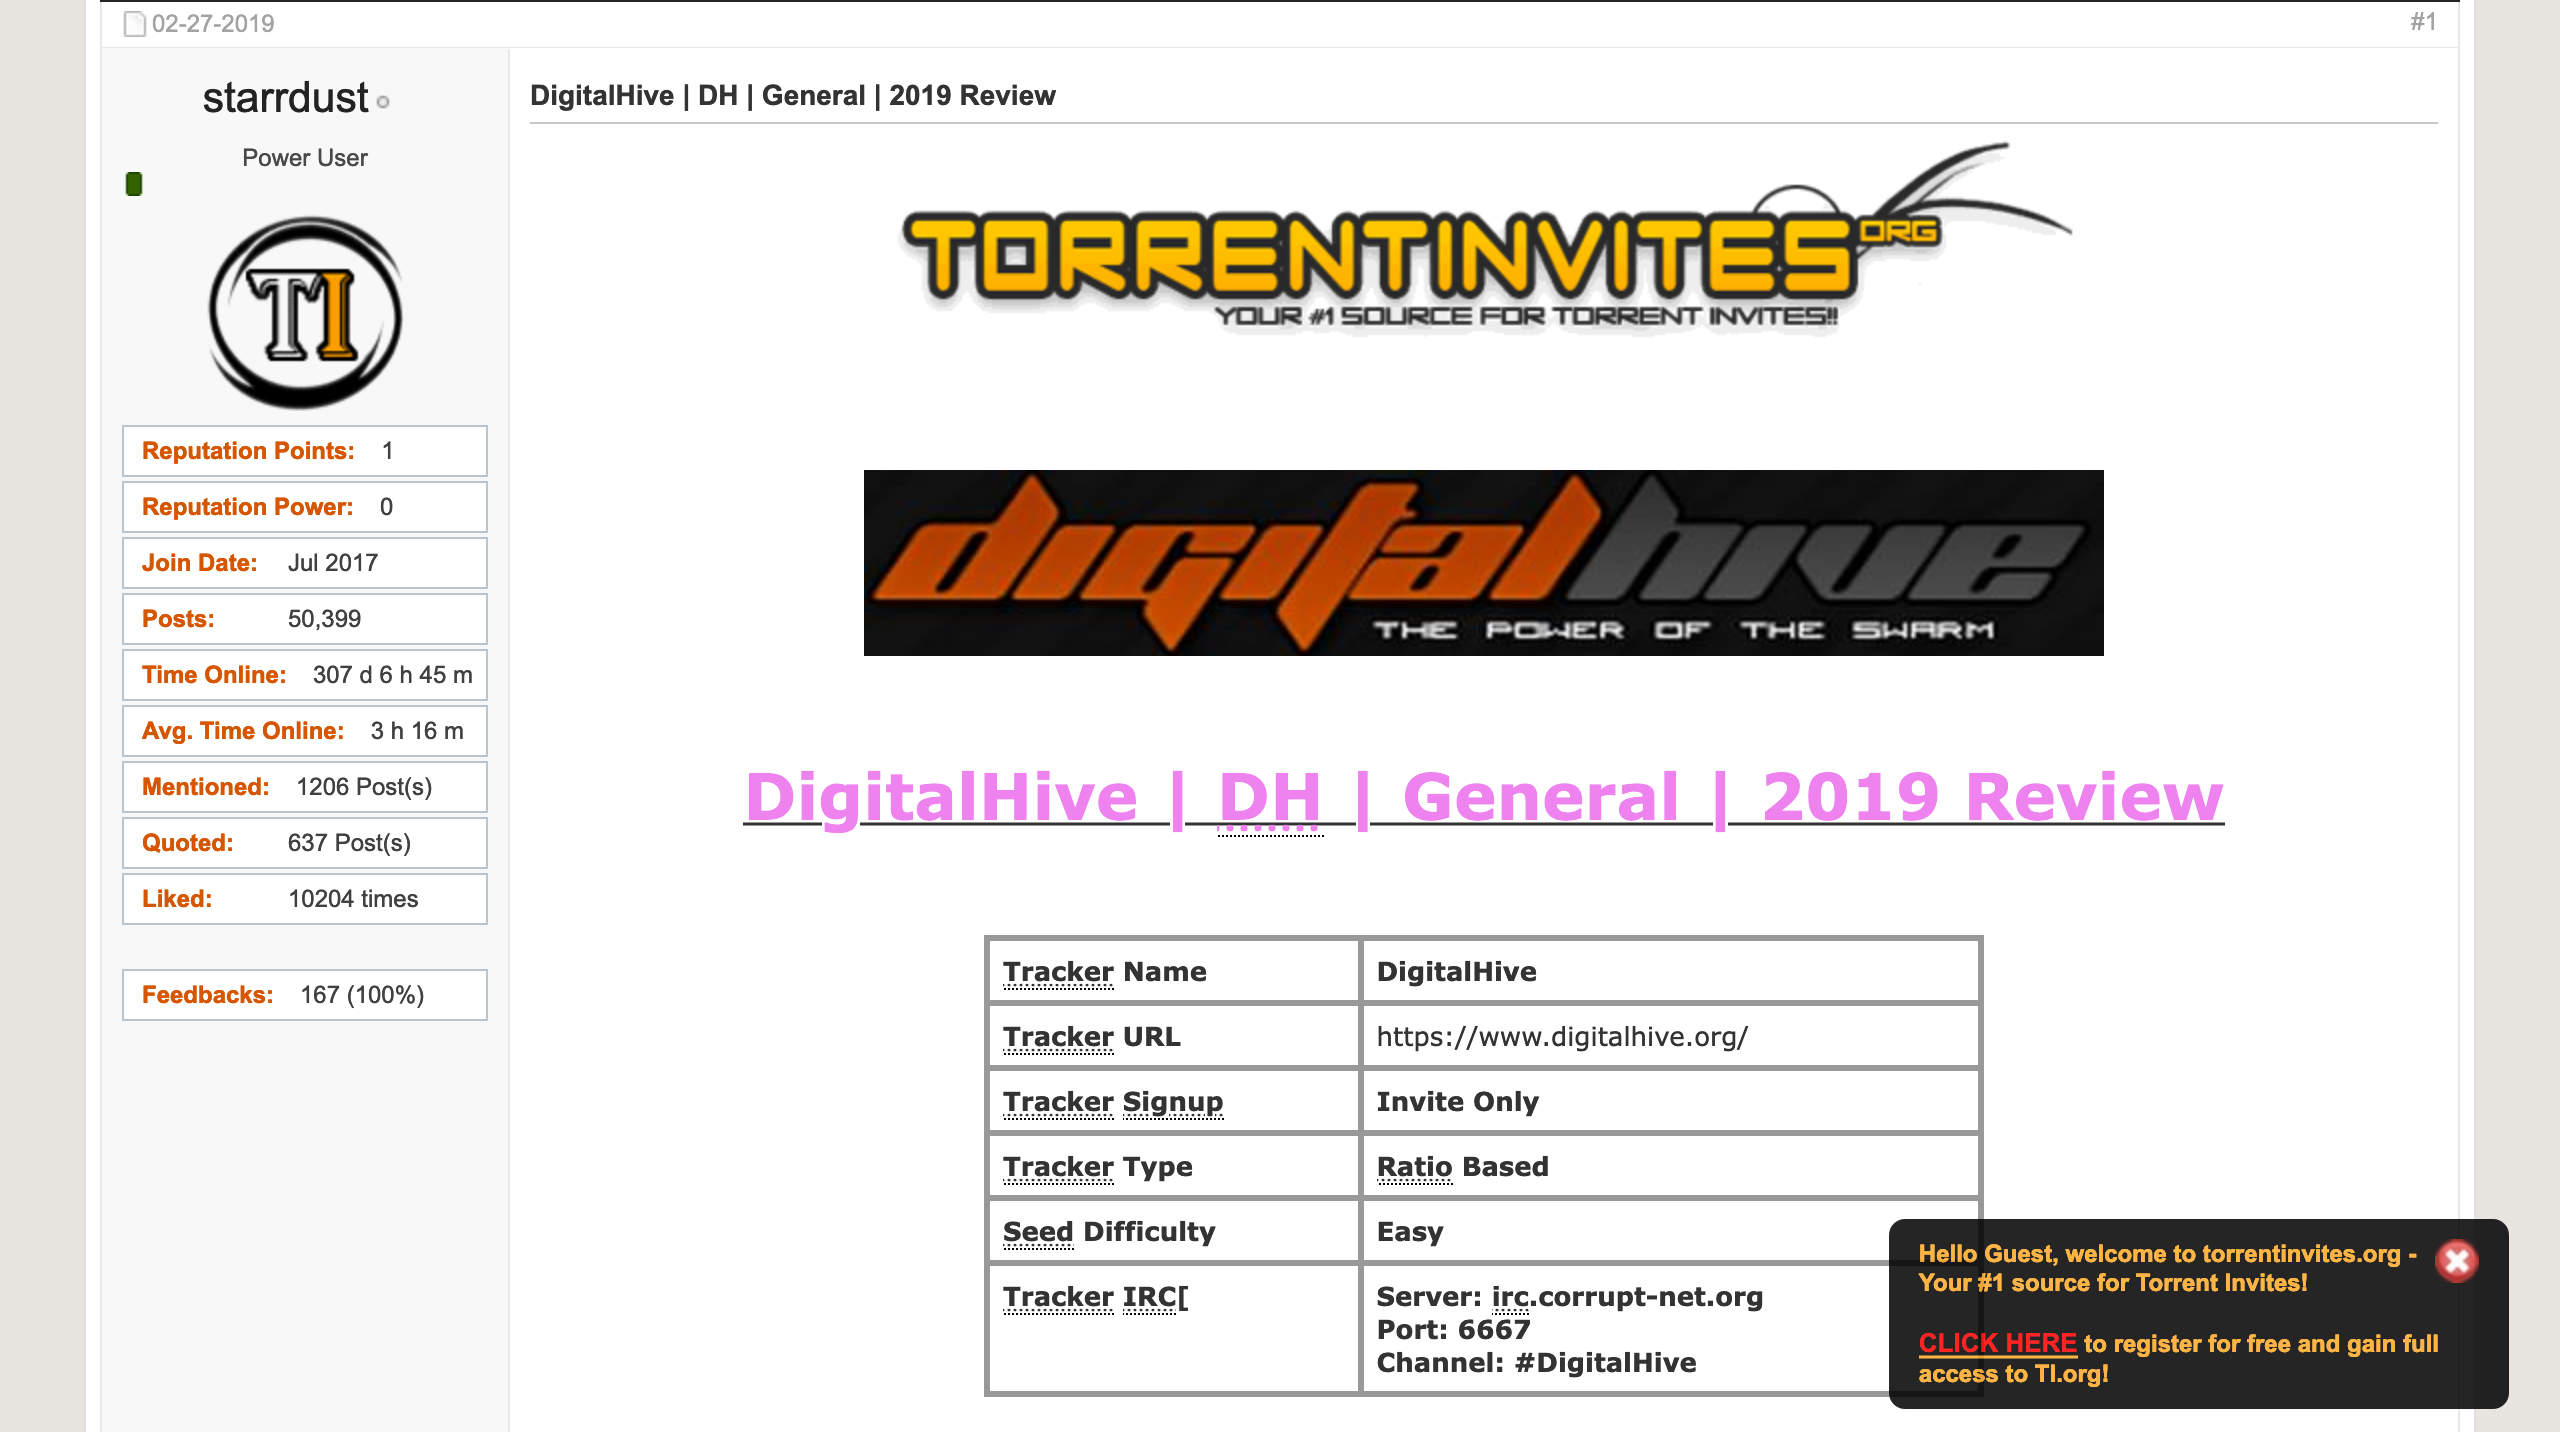 02-27-2019
#1
starrdust
Power User
TI
Reputation Points: 1
Reputation Power: 0
Join Date: Jul 2017
Posts: 50,399
Time Online: 307 d 6 h 45 m
Avg. Time Online: 3 h 16 m
Mentioned: 1206 Post(s)
Quoted: 637 Post(s)
Liked: 10204 times
Feedbacks: 167 (100%)
DigitalHive | DH | General | 2019 Review
TORRENTINVITES.ORG
YOUR #1 SOURCE FOR TORRENT INVITES!!
digitalhive
THE POWER OF THE SWARM
DigitalHive | DH | General | 2019 Review
Tracker Name DigitalHive
Tracker URL https://www.digitalhive.org/
Tracker Signup Invite Only
Tracker Type Ratio Based
Seed Difficulty Easy
Tracker IRC[ Server: irc.corrupt-net.org
Port: 6667
Channel: #DigitalHive
Hello Guest, welcome to torrentinvites.org -
Your #1 source for Torrent Invites!
CLICK HERE to register for free and gain full
access to TI.org!